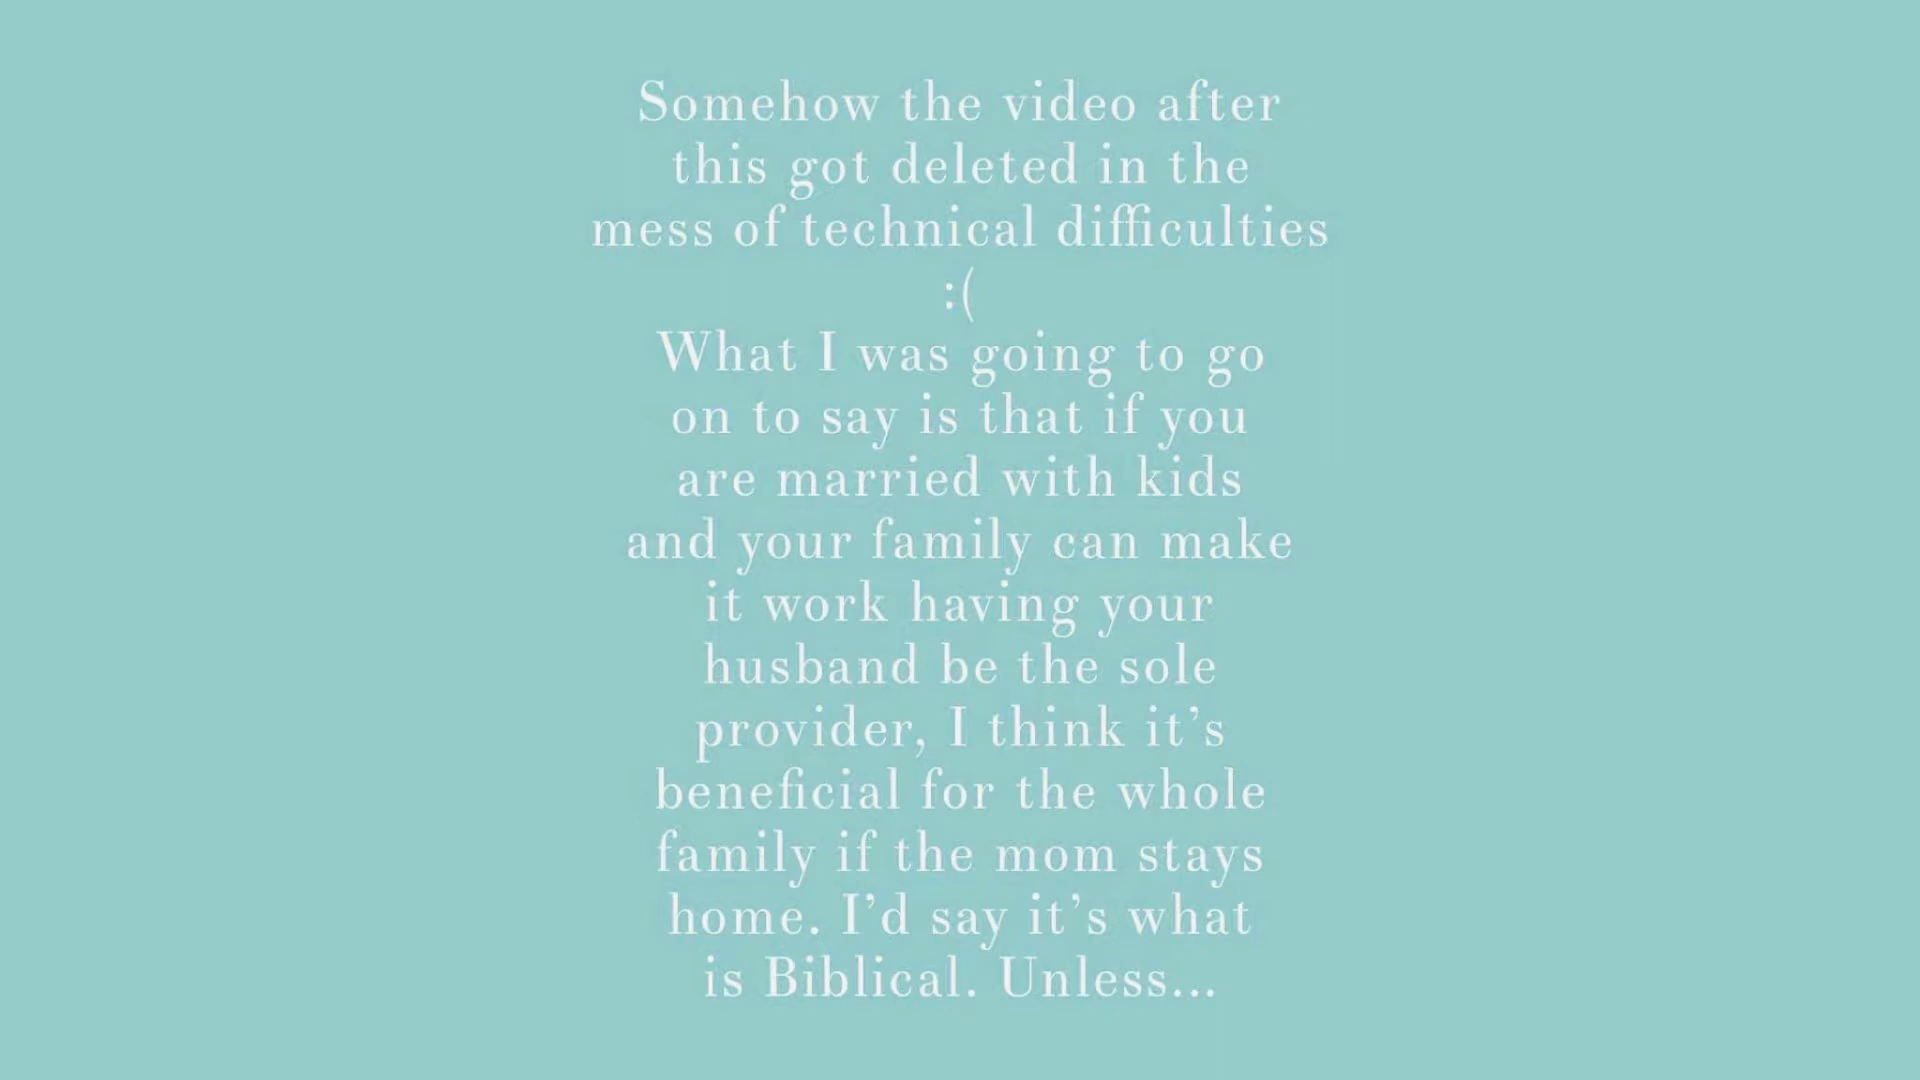 Somehow the video after
this got deleted in the
mess of technical difficulties
:(
What I was going to go
on to say is that if you
are married with kids
and your family can make
it work having your
husband be the sole
provider, I think it’s
beneficial for the whole
family if the mom stays
home. I’d say it’s what
is Biblical. Unless...